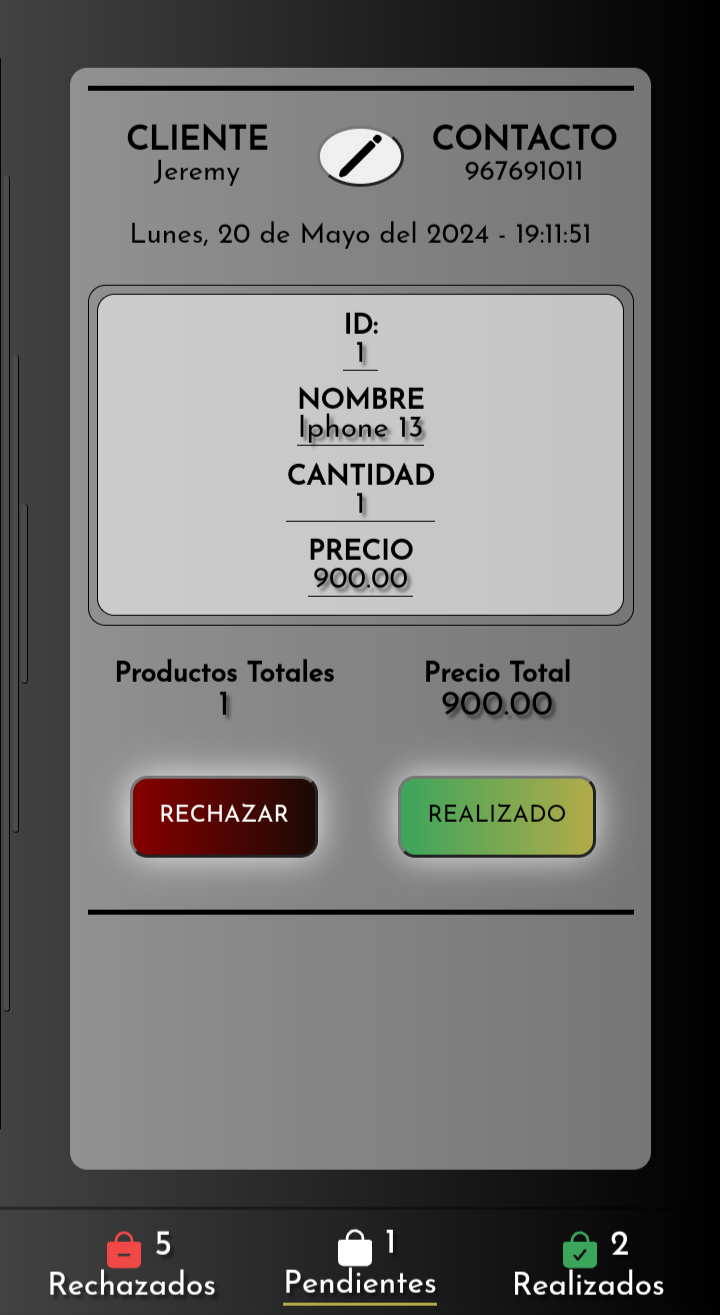 CLIENTE CONTACTO
Jeremy 967691011
Lunes, 20 de Mayo del 2024 - 19:11:51
ID:
1
NOMBRE
Iphone 13
CANTIDAD
1
PRECIO
900.00
Productos Totales Precio Total
1 900.00
RECHAZAR REALIZADO
5 1 2
Rechazados Pendientes Realizados